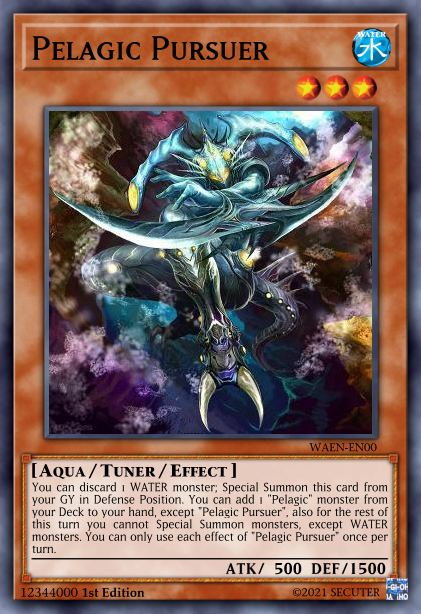 PELAGIC PURSUER
WATER
水
WAEN-EN00
[AQUA / TUNER / EFFECT]
You can discard 1 WATER monster; Special Summon this card from
your GY in Defense Position. You can add 1 "Pelagic" monster from
your Deck to your hand, except "Pelagic Pursuer", also for the rest of
this turn you cannot Special Summon monsters, except WATER
monsters. You can only use each effect of "Pelagic Pursuer" once per
turn.
ATK/ 500 DEF/1500
12344000 1st Edition
©2021 SECUTER